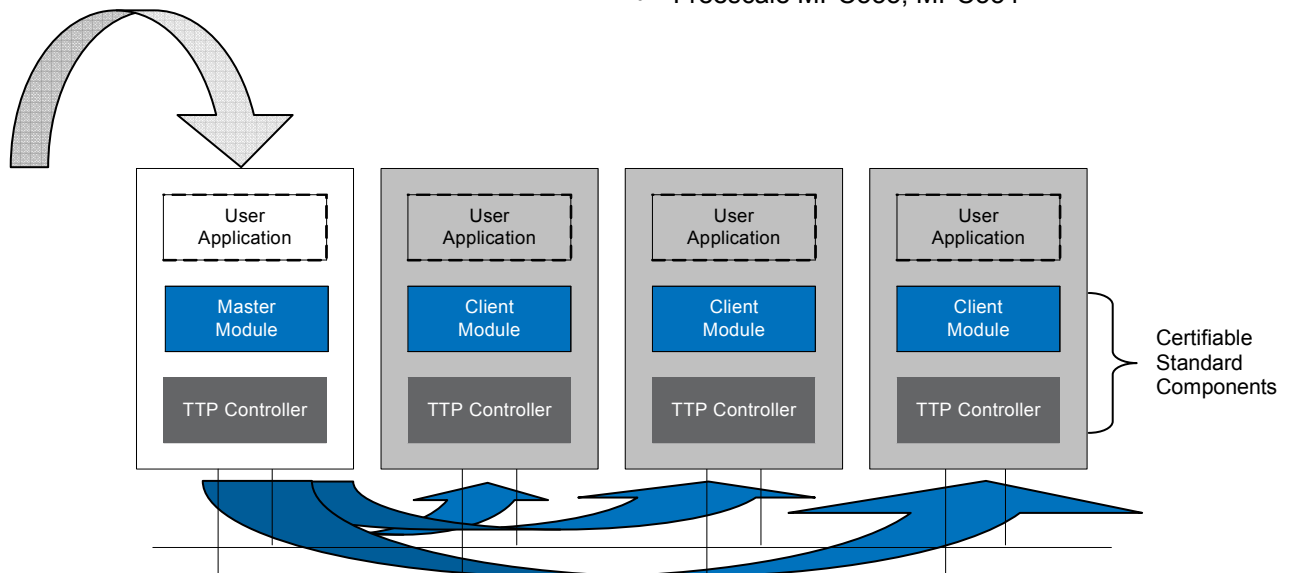 User
Application
User
Application
User
Application
User
Application
Master
Module
Client
Module
Client
Module
Client
Module
Certifiable
Standard
Components
TTP Controller
TTP Controller
TTP Controller
TTP Controller